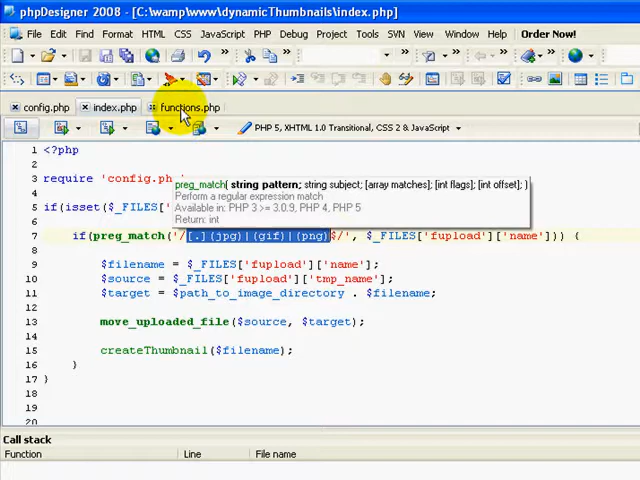 phpDesigner 2008 - [C:\wamp\www\dynamicThumbnails\index.php]
File Edit Find Format HTML CSS JavaScript PHP Debug Project Tools SVN Window Help Order Now!
config.php index.php functions.php
PHP 5, XHTML 1.0 Transitional, CSS 2 & JavaScript
1 <?php
2
3 require 'config.ph
preg_match( string pattern; string subject; [array matches]; [int flags]; [int offset]; )
4 Perform a regular expression match
Available in: PHP 3 >= 3.0.9, PHP 4, PHP 5
5 if(isset($_FILES['
Return: int
7 if(preg_match('/[.](jpg)|(gif)|(png)$/', $_FILES['fupload']['name'])) {
8
9 $filename = $_FILES['fupload']['name'];
10 $source = $_FILES['fupload']['tmp_name'];
11 $target = $path_to_image_directory . $filename;
12
13 move_uploaded_file($source, $target);
14
15 createThumbnail($filename);
16 }
17 }
18
19
20
Call stack
Function Line File name